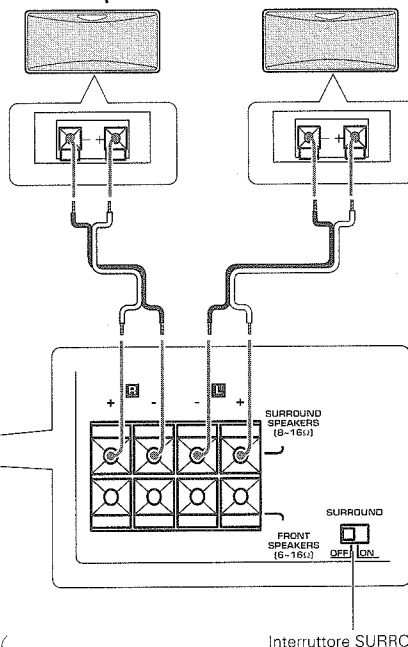 - +
- +
R L
+ - - +
SURROUND
SPEAKERS
(8~16Ω)
FRONT
SPEAKERS
(6~16Ω)
SURROUND
OFF ON
Interruttore SURRO